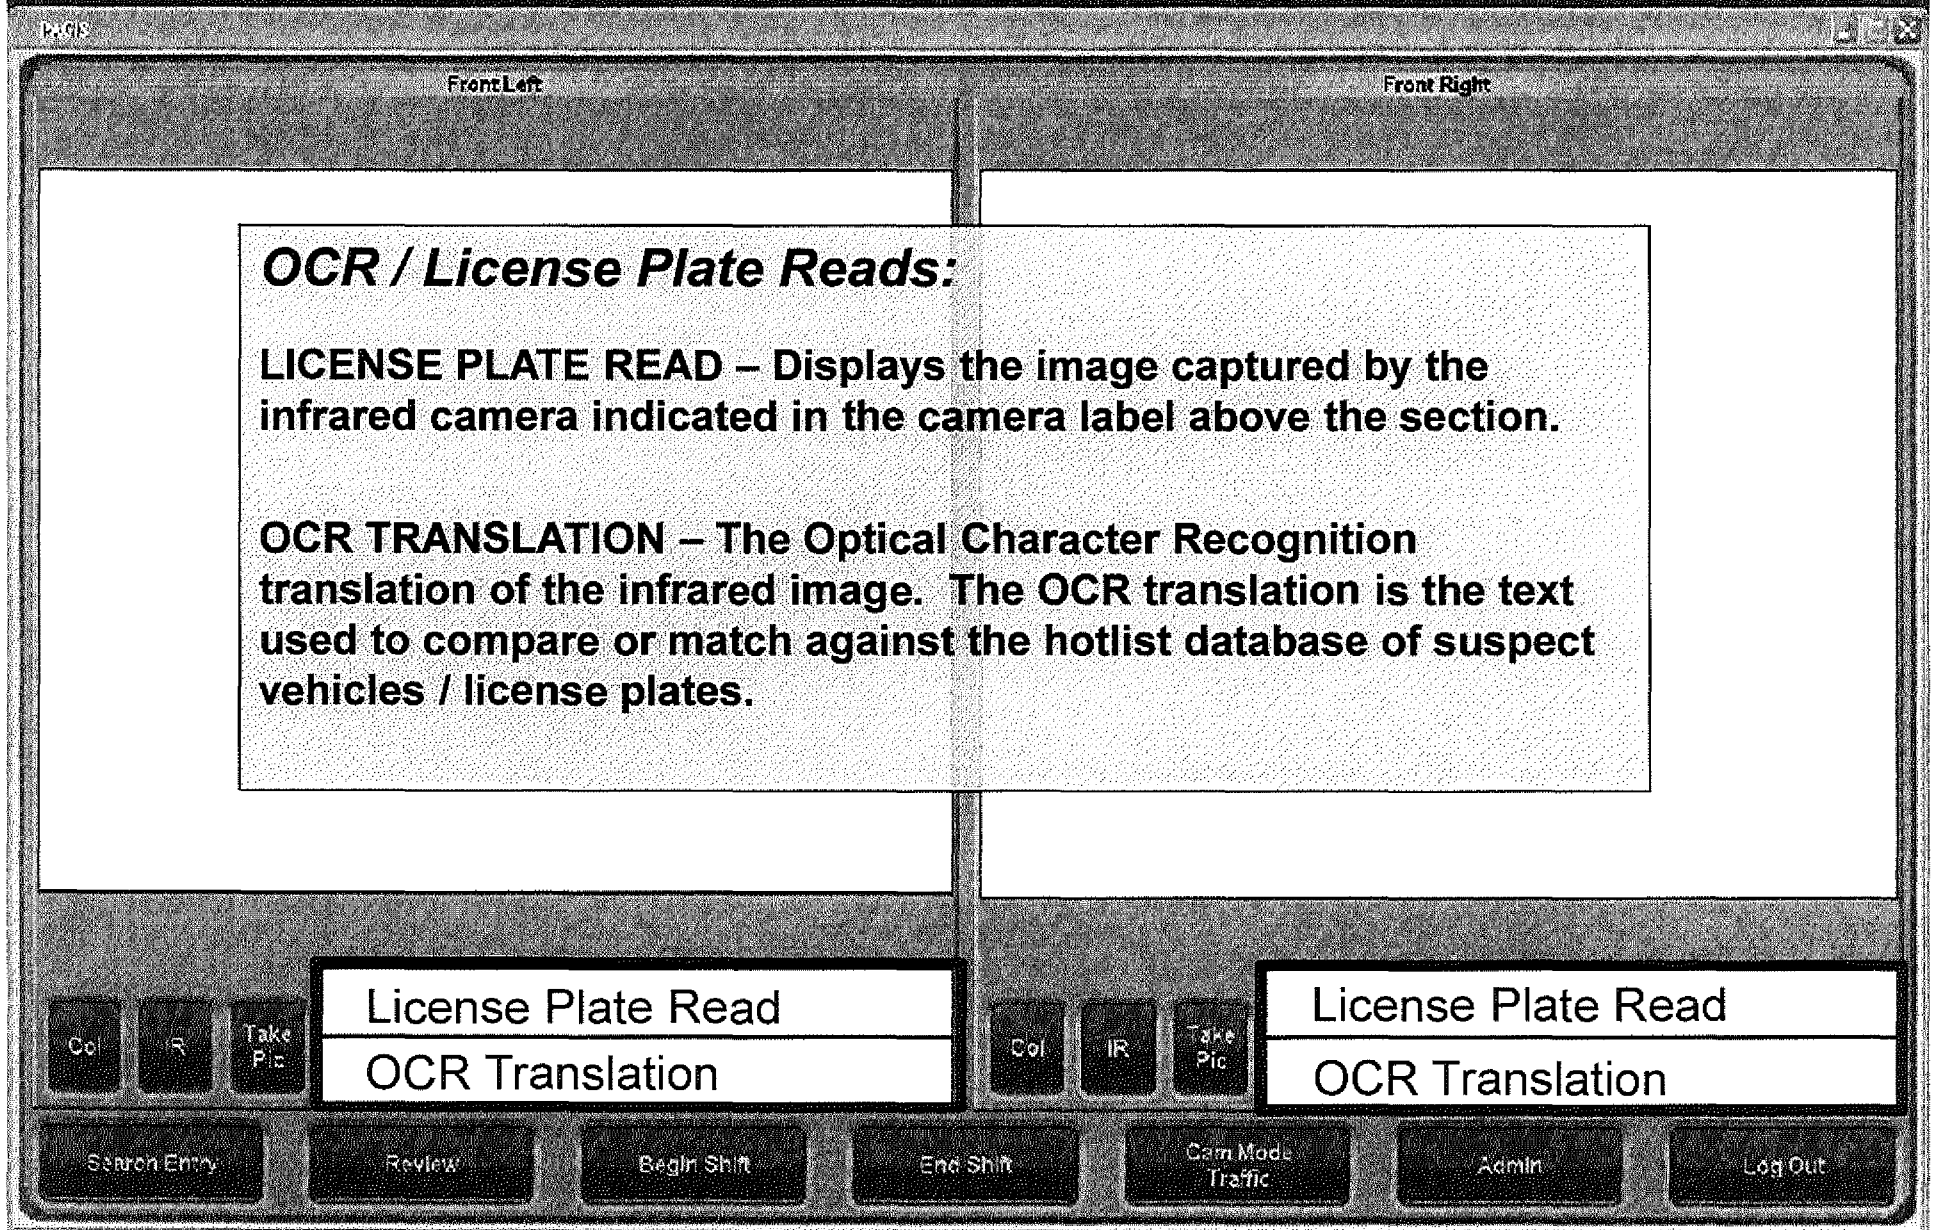 PAGIS
Front Left
Front Right
OCR / License Plate Reads:
LICENSE PLATE READ – Displays the image captured by the
infrared camera indicated in the camera label above the section.
OCR TRANSLATION – The Optical Character Recognition
translation of the infrared image. The OCR translation is the text
used to compare or match against the hotlist database of suspect
vehicles / license plates.
Col
IR
Take
Pic
License Plate Read
OCR Translation
Col
IR
Take
Pic
License Plate Read
OCR Translation
Search Entry
Review
Begin Shift
End Shift
Cam Mode
Traffic
Admin
Log Out